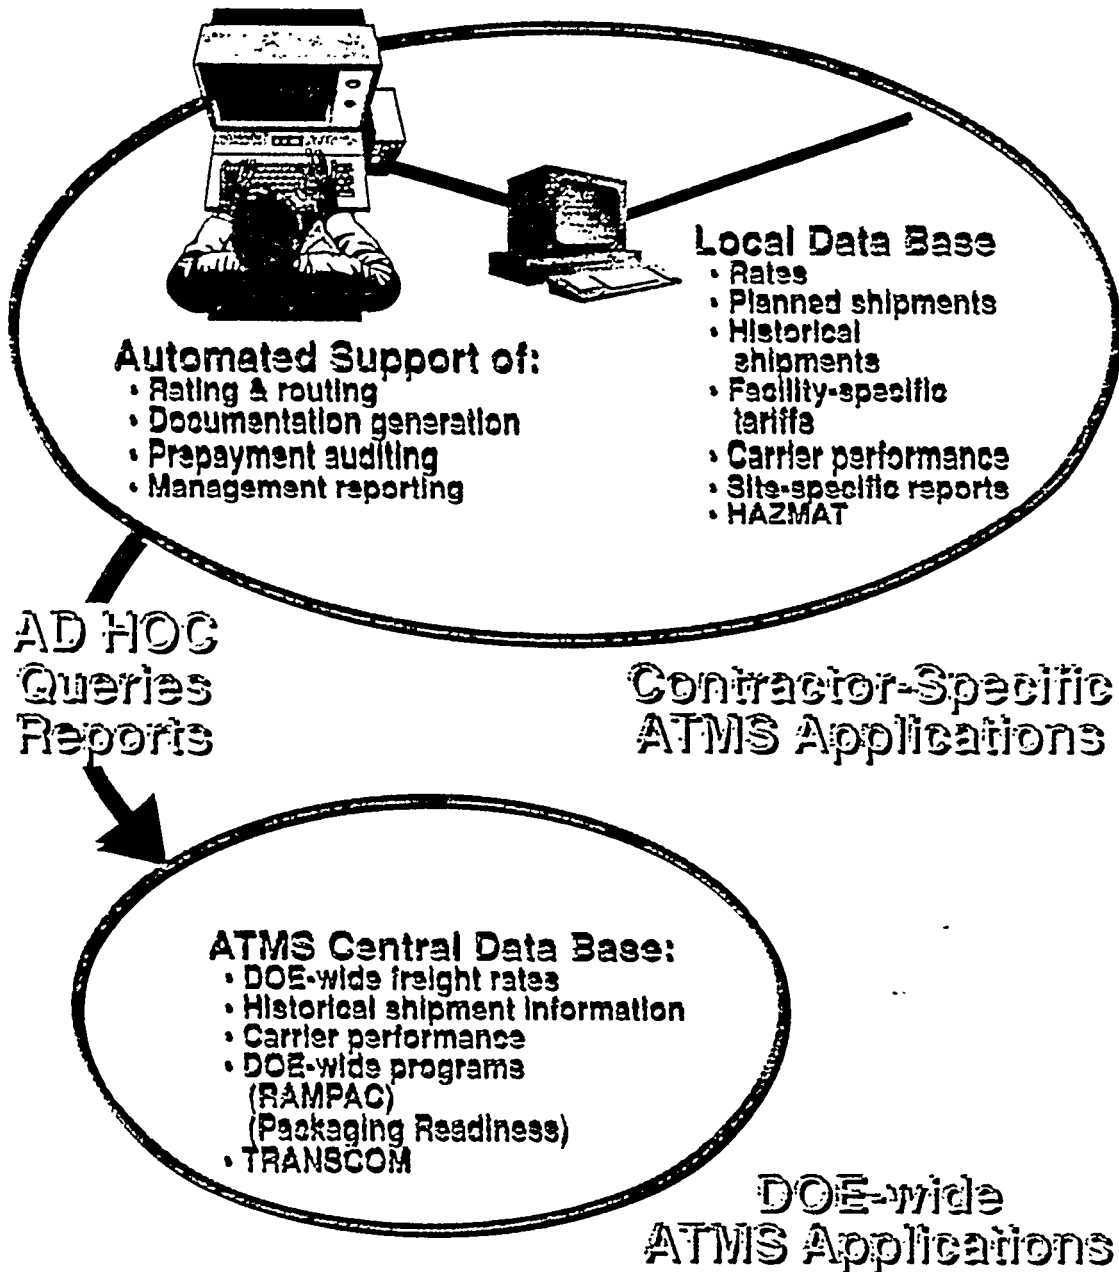 Automated Support of:
• Rating & routing
• Documentation generation
• Prepayment auditing
• Management reporting
Local Data Base
• Rates
• Planned shipments
• Historical
shipments
• Facility-specific
tariffs
• Carrier performance
• Site-specific reports
• HAZMAT
AD HOC
Queries
Reports
Contractor-Specific
ATMS Applications
ATMS Central Data Base:
• DOE-wide freight rates
• Historical shipment information
• Carrier performance
• DOE-wide programs
(RAMPAC)
(Packaging Readiness)
• TRANSCOM
DOE-wide
ATMS Applications